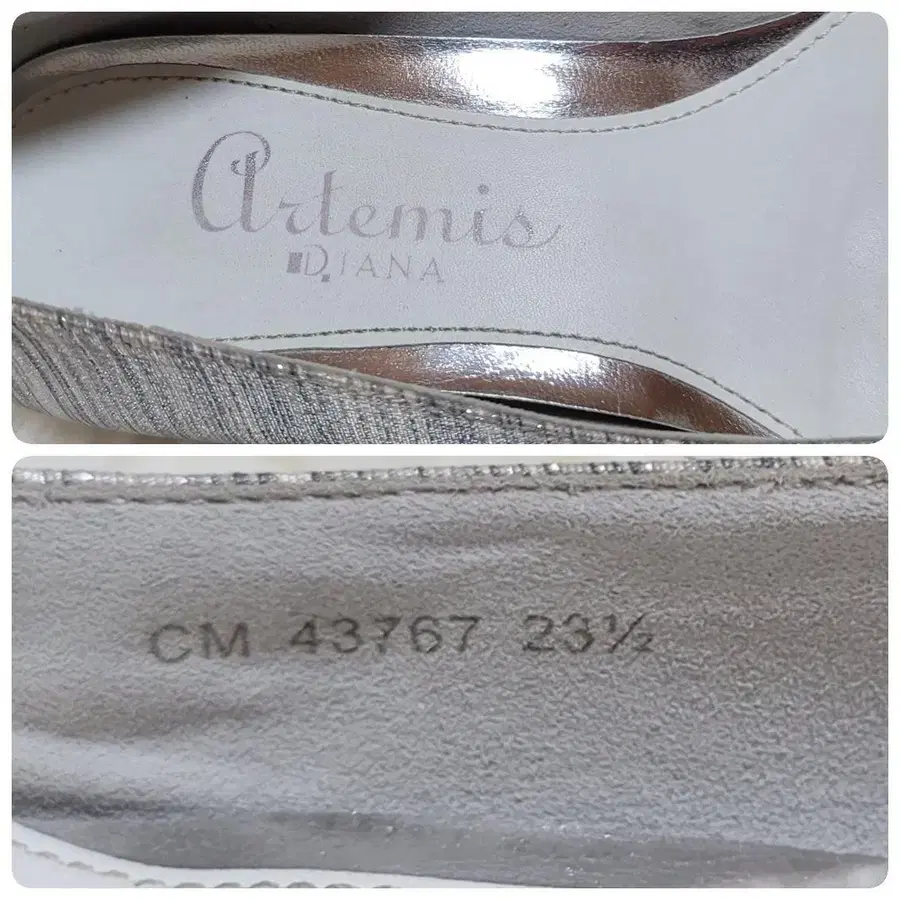 Artemis
DIANA
CM 43767 23½